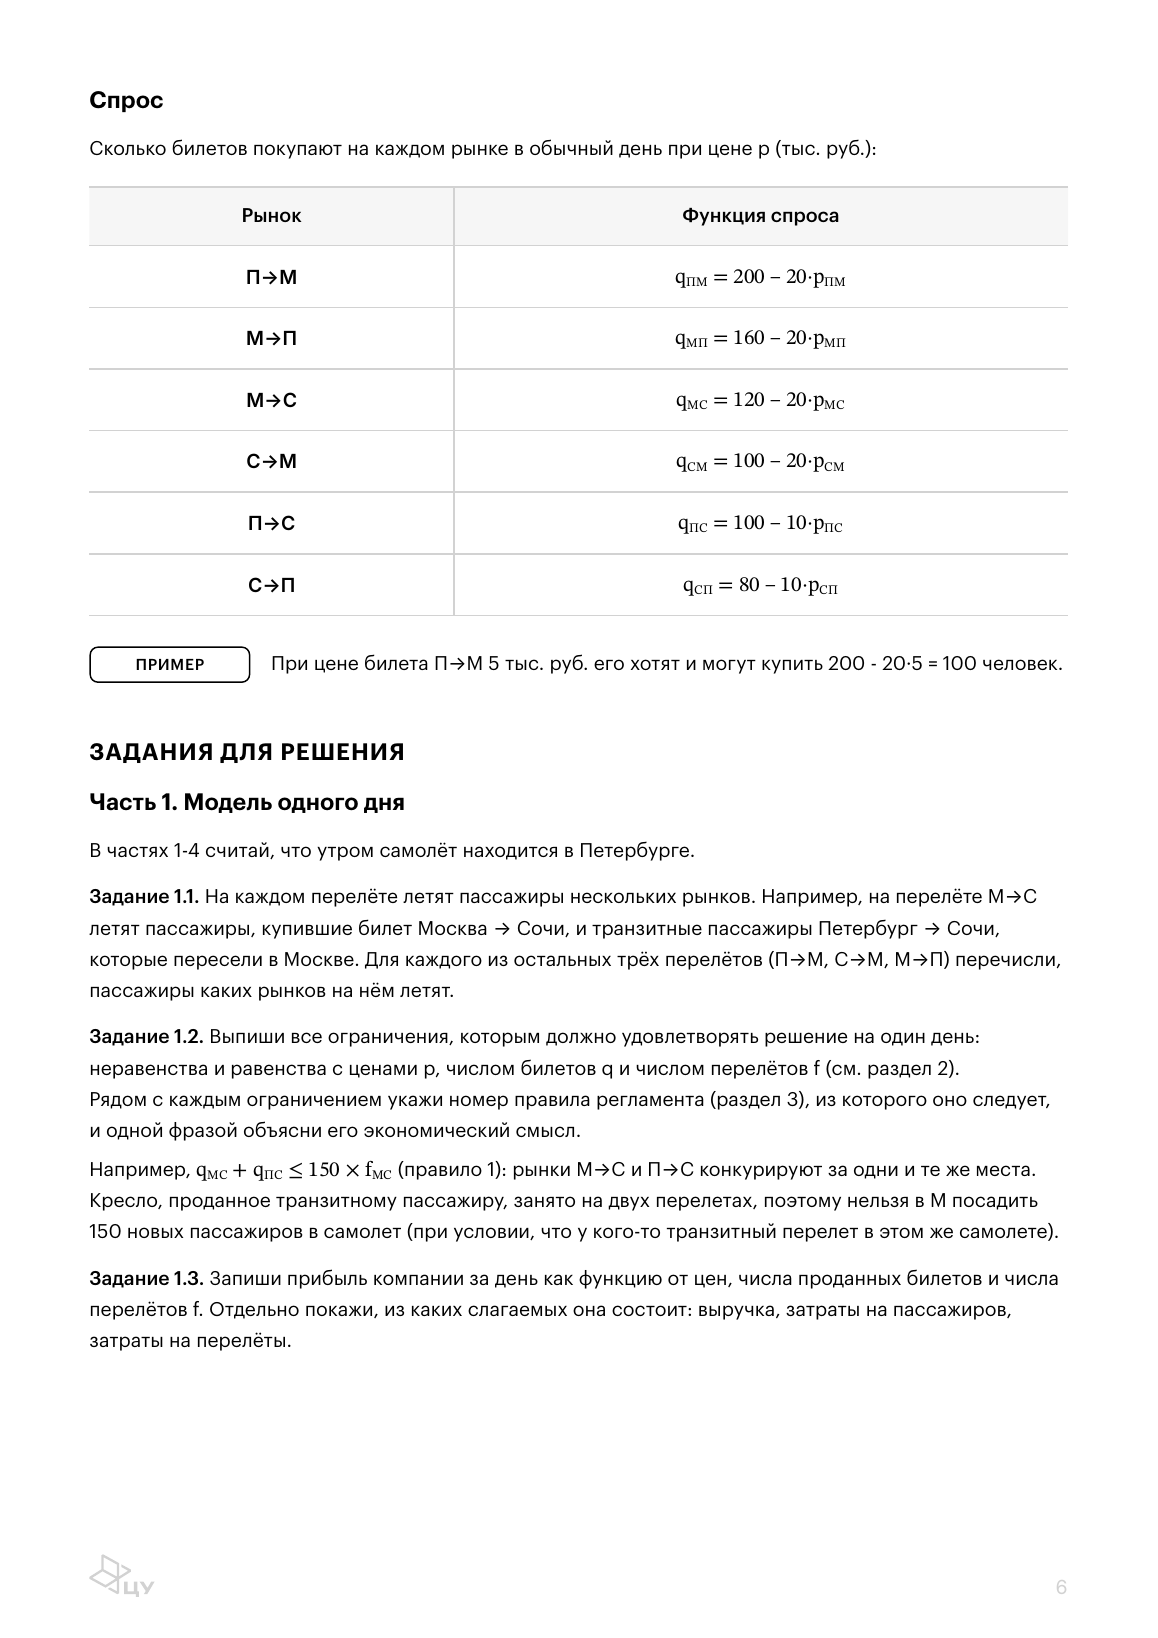 Спрос
Сколько билетов покупают на каждом рынке в обычный день при цене p (тыс. руб.):
Рынок
Функция спроса
П→М
qПМ = 200 – 20·pПМ
М→П
qМП = 160 – 20·pМП
М→С
qМС = 120 – 20·pМС
С→М
qСМ = 100 – 20·pСМ
П→С
qПС = 100 – 10·pПС
С→П
qСП = 80 – 10·pСП
ПРИМЕР
При цене билета П→М 5 тыс. руб. его хотят и могут купить 200 - 20·5 = 100 человек.
ЗАДАНИЯ ДЛЯ РЕШЕНИЯ
Часть 1. Модель одного дня
В частях 1-4 считай, что утром самолёт находится в Петербурге.
Задание 1.1. На каждом перелёте летят пассажиры нескольких рынков. Например, на перелёте М→С
летят пассажиры, купившие билет Москва → Сочи, и транзитные пассажиры Петербург → Сочи,
которые пересели в Москве. Для каждого из остальных трёх перелётов (П→М, С→М, М→П) перечисли,
пассажиры каких рынков на нём летят.
Задание 1.2. Выпиши все ограничения, которым должно удовлетворять решение на один день:
неравенства и равенства с ценами p, числом билетов q и числом перелётов f (см. раздел 2).
Рядом с каждым ограничением укажи номер правила регламента (раздел 3), из которого оно следует,
и одной фразой объясни его экономический смысл.
Например, qМС + qПС ≤ 150 × fМС (правило 1): рынки М→С и П→С конкурируют за одни и те же места.
Кресло, проданное транзитному пассажиру, занято на двух перелетах, поэтому нельзя в М посадить
150 новых пассажиров в самолет (при условии, что у кого-то транзитный перелет в этом же самолете).
Задание 1.3. Запиши прибыль компании за день как функцию от цен, числа проданных билетов и числа
перелётов f. Отдельно покажи, из каких слагаемых она состоит: выручка, затраты на пассажиров,
затраты на перелёты.
ЦУ
6